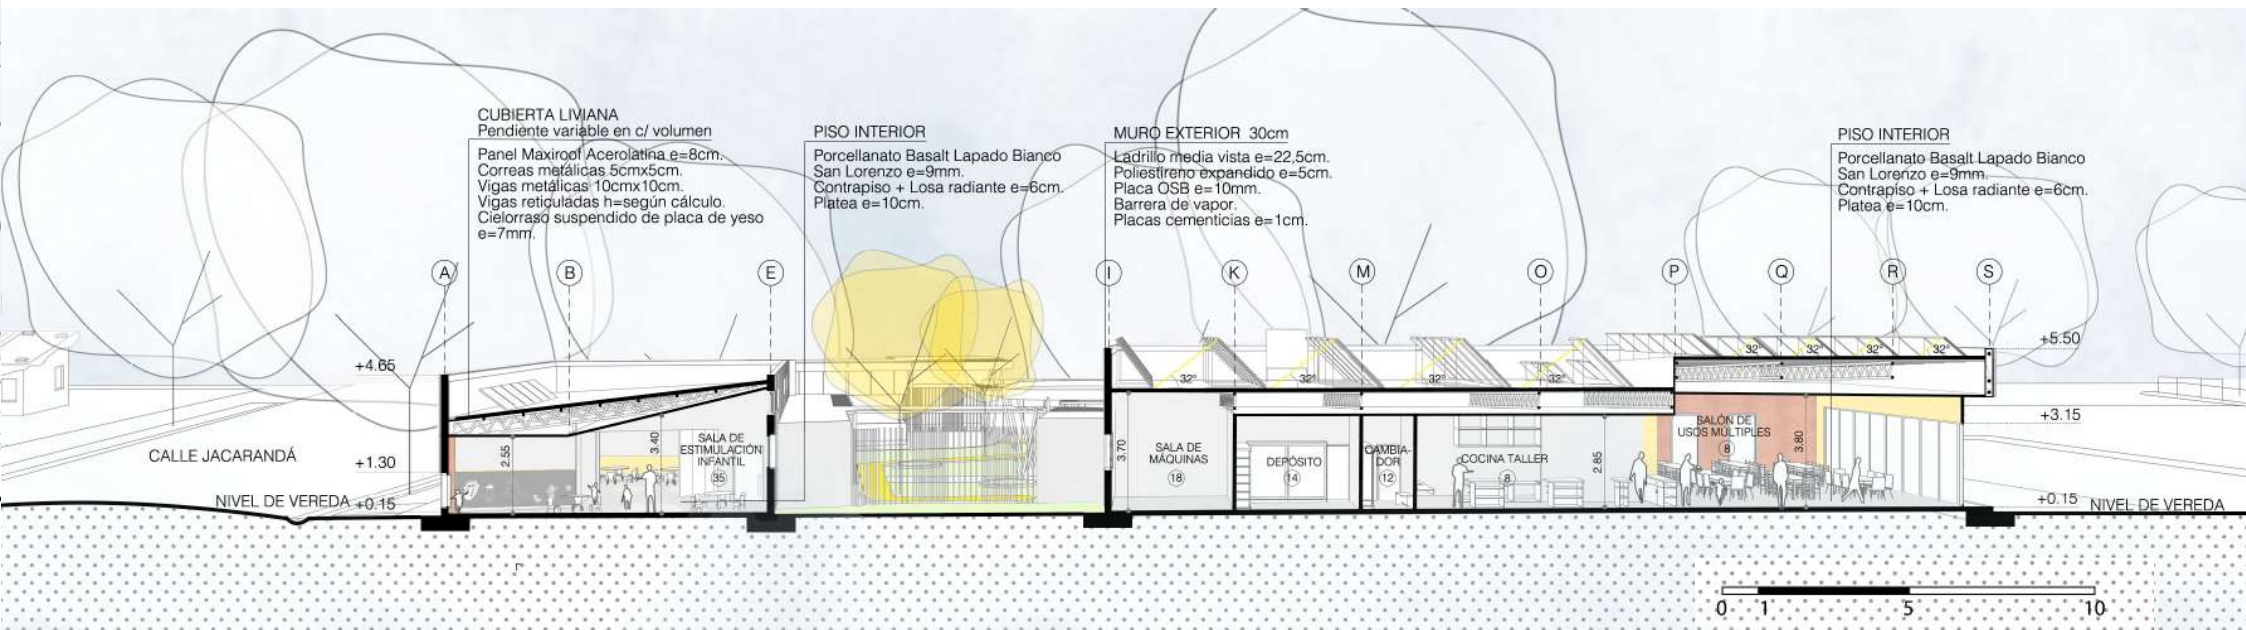 CUBIERTA LIVIANA
Pendiente variable en c/ volumen
Panel Maxiroof Acerolatina e=8cm.
Correas metálicas 5cmx5cm.
Vigas metálicas 10cmx10cm.
Vigas reticuladas h=según cálculo.
Cielorraso suspendido de placa de yeso
e=7mm.
PISO INTERIOR
Porcellanato Basalt Lapado Bianco
San Lorenzo e=9mm.
Contrapiso + Losa radiante e=6cm.
Platea e=10cm.
MURO EXTERIOR 30cm
Ladrillo media vista e=22,5cm.
Poliestireno expandido e=5cm.
Placa OSB e=10mm.
Barrera de vapor.
Placas cementicias e=1cm.
PISO INTERIOR
Porcellanato Basalt Lapado Bianco
San Lorenzo e=9mm.
Contrapiso + Losa radiante e=6cm.
Platea e=10cm.
A B E I K M O P Q R S
+4.65
+1.30
+0.15
CALLE JACARANDÁ
NIVEL DE VEREDA
2.55
3.40
SALA DE
ESTIMULACIÓN
INFANTIL
35
3.70
SALA DE
MÁQUINAS
18
DEPÓSITO
14
CAMBIA-
DOR
12
COCINA TALLER
8
2.85
SALÓN DE
USOS MÚLTIPLES
8
3.80
32° 32° 32° 32°
32° 32° 32° 32°
+5.50
+3.15
+0.15
NIVEL DE VEREDA
0 1 5 10